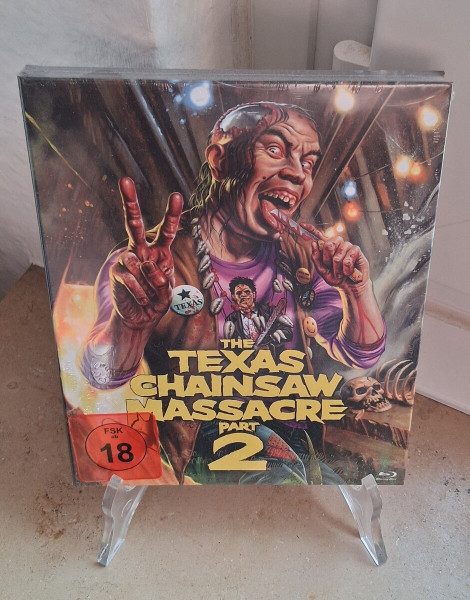 TEXAS
THE
TEXAS
CHAINSAW
MASSACRE
PART
2
FSK
ab
18